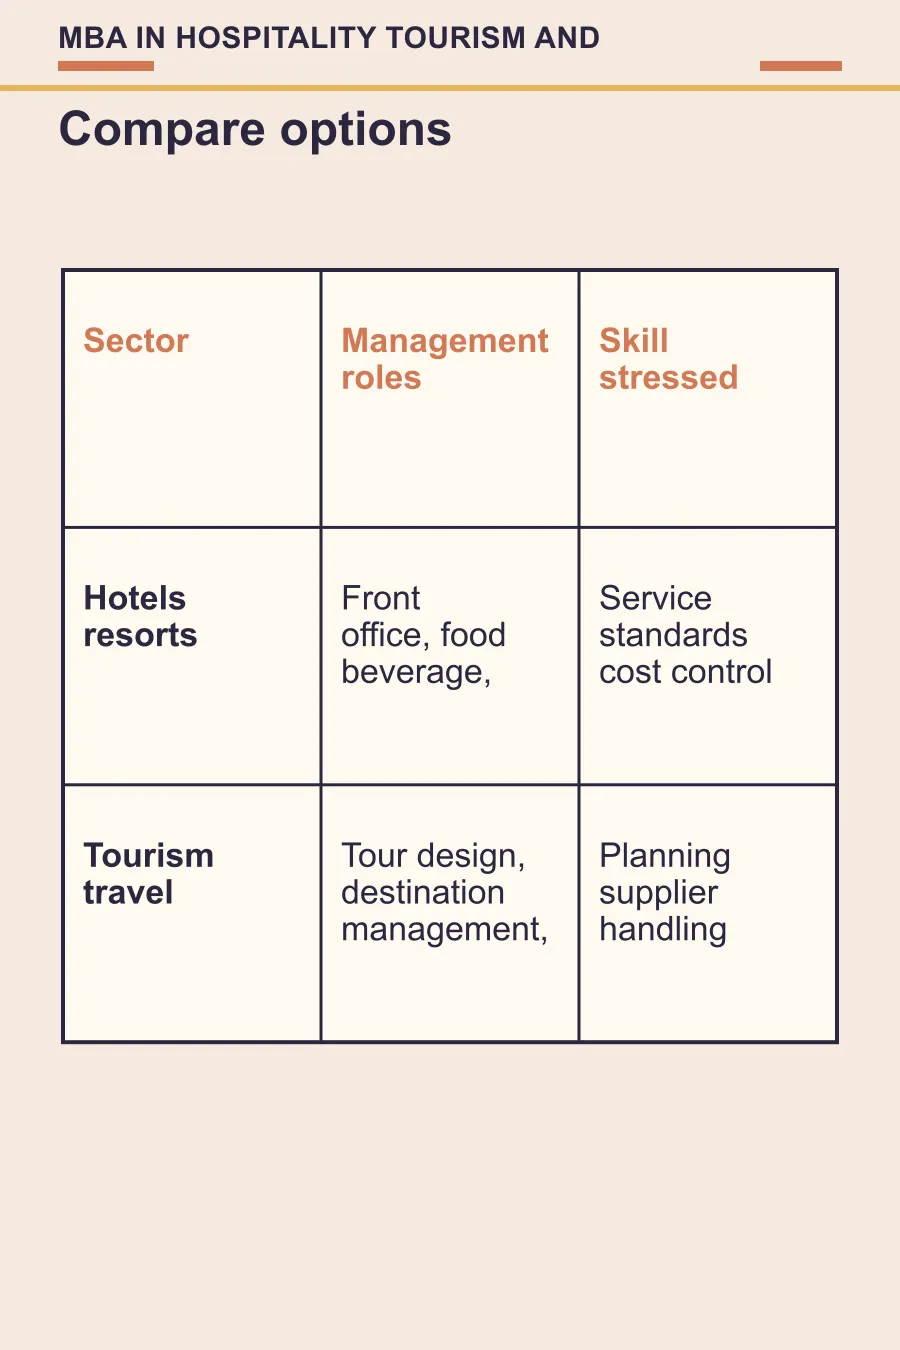 MBA IN HOSPITALITY TOURISM AND
Compare options
Sector
Management
roles
Skill
stressed
Hotels
resorts
Front
office, food
beverage,
Service
standards
cost control
Tourism
travel
Tour design,
destination
management,
Planning
supplier
handling